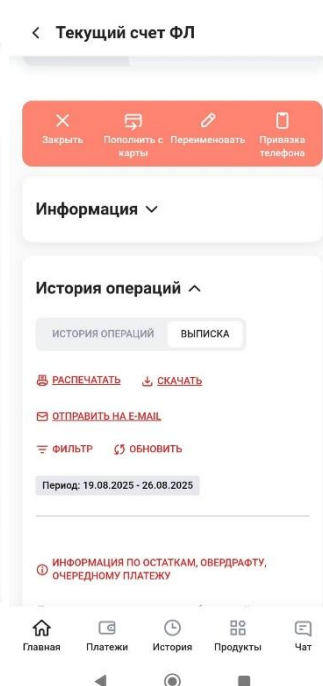 Текущий счет ФЛ
Закрыть
Пополнить с
карты
Переименовать
Привязка
телефона
Информация
История операций
ИСТОРИЯ ОПЕРАЦИЙ
ВЫПИСКА
РАСПЕЧАТАТЬ
СКАЧАТЬ
ОТПРАВИТЬ НА E-MAIL
ФИЛЬТР
ОБНОВИТЬ
Период: 19.08.2025 - 26.08.2025
ИНФОРМАЦИЯ ПО ОСТАТКАМ, ОВЕРДРАФТУ,
ОЧЕРЕДНОМУ ПЛАТЕЖУ
Главная
Платежи
История
Продукты
Чат